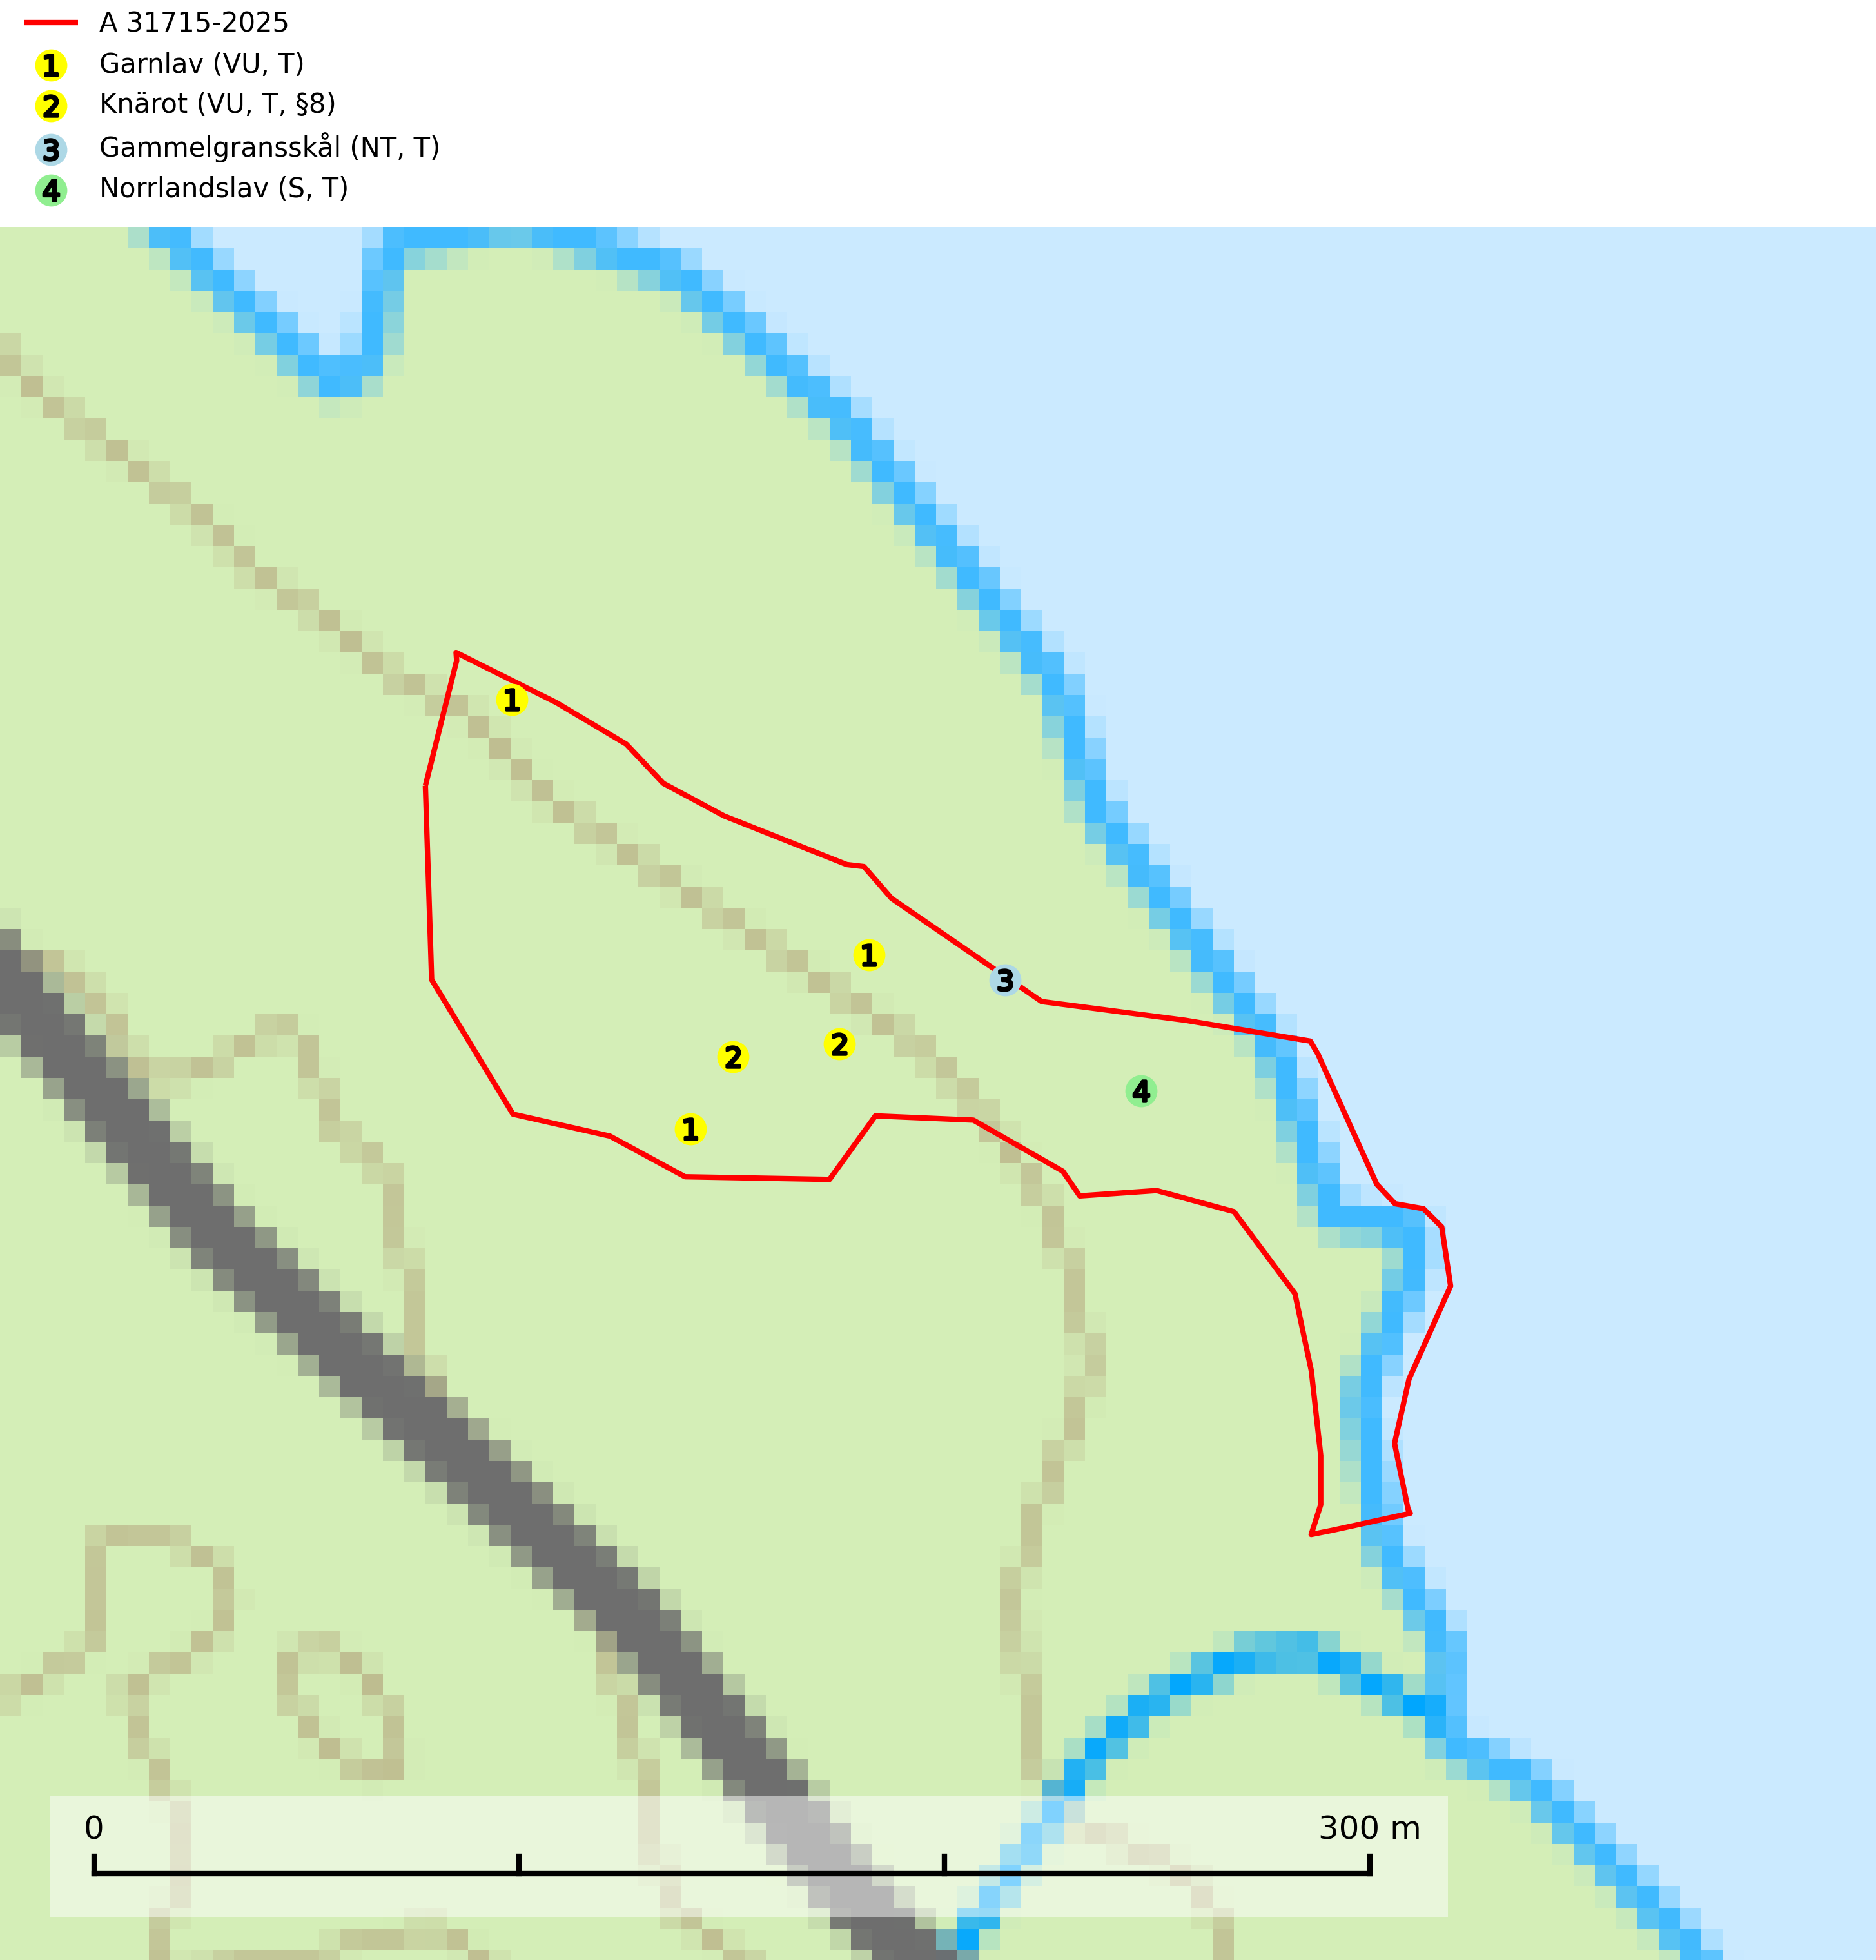 A 31715-2025
1 Garnlav (VU, T)
2 Knärot (VU, T, §8)
3 Gammelgransskål (NT, T)
4 Norrlandslav (S, T)
1
1
3
2
2
4
1
0 300 m